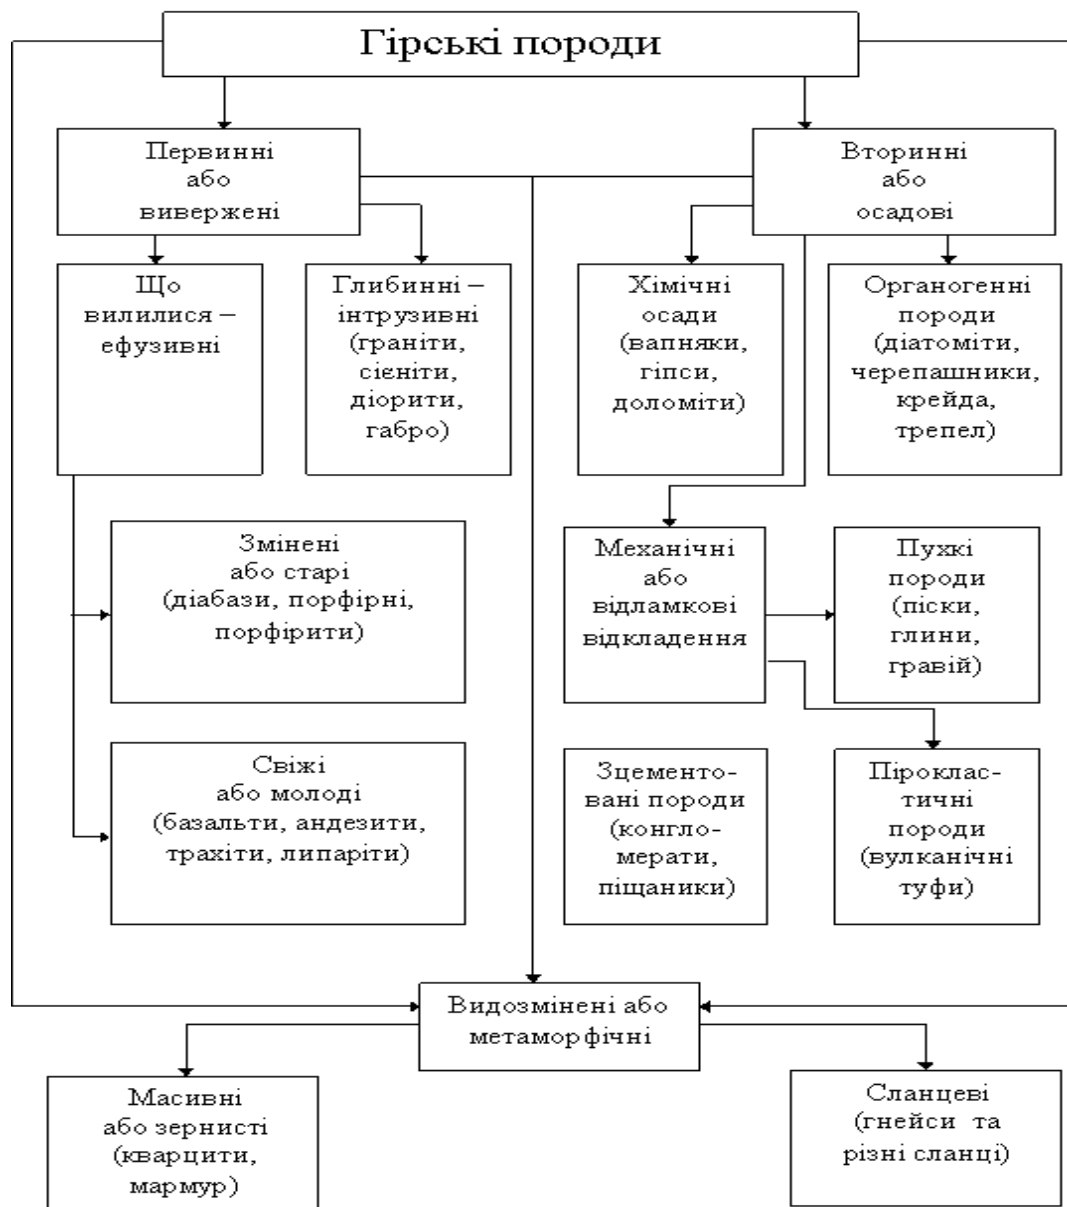 Гірські породи
Первинні
або
вивержені
Вторинні
або
осадові
Що
вилилися –
ефузивні
Глибинні –
інтрузивні
(граніти,
сієніти,
діорити,
габро)
Хімічні
осади
(вапняки,
гіпси,
доломіти)
Органогенні
породи
(діатоміти,
черепашники,
крейда,
трепел)
Змінені
або старі
(діабази, порфірні,
порфірити)
Механічні
або
відламкові
відкладення
Пухкі
породи
(піски,
глини,
гравій)
Свіжі
або молоді
(базальти, андезити,
трахіти, липаріти)
Зцементо-
вані породи
(конгло-
мерати,
піщаники)
Пірокλас-
тичні
породи
(вулканічні
туфи)
Видозмінені або
метаморфічні
Масивні
або зернисті
(кварцити,
мармур)
Сланцеві
(гнейси та
різні сланці)